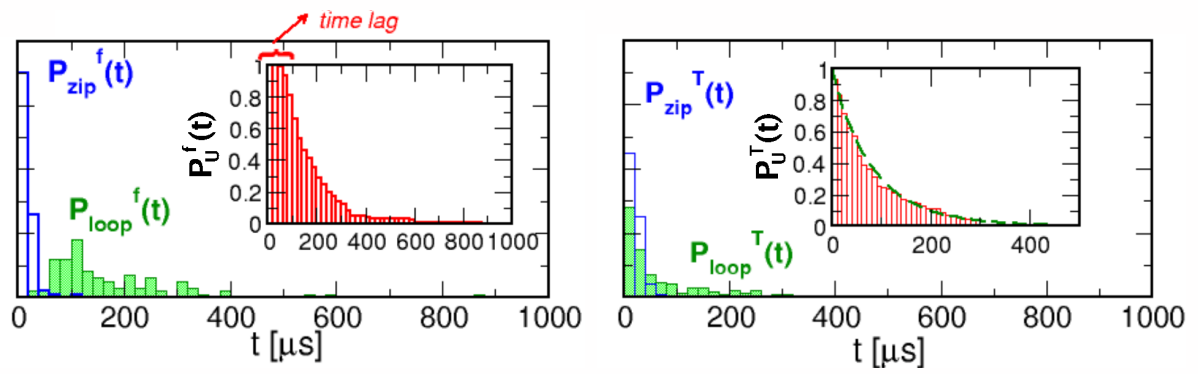 time lag
P_zip^f(t)
P_loop^f(t)
P_U^f(t)
0.8
0.6
0.4
0.2
0
0 200 400 600 800 1000
0 200 400 600 800 1000
t [μs]
P_zip^T(t)
P_loop^T(t)
P_U^T(t)
1
0.8
0.6
0.4
0.2
0
0 200 400
0 200 400 600 800 1000
t [μs]